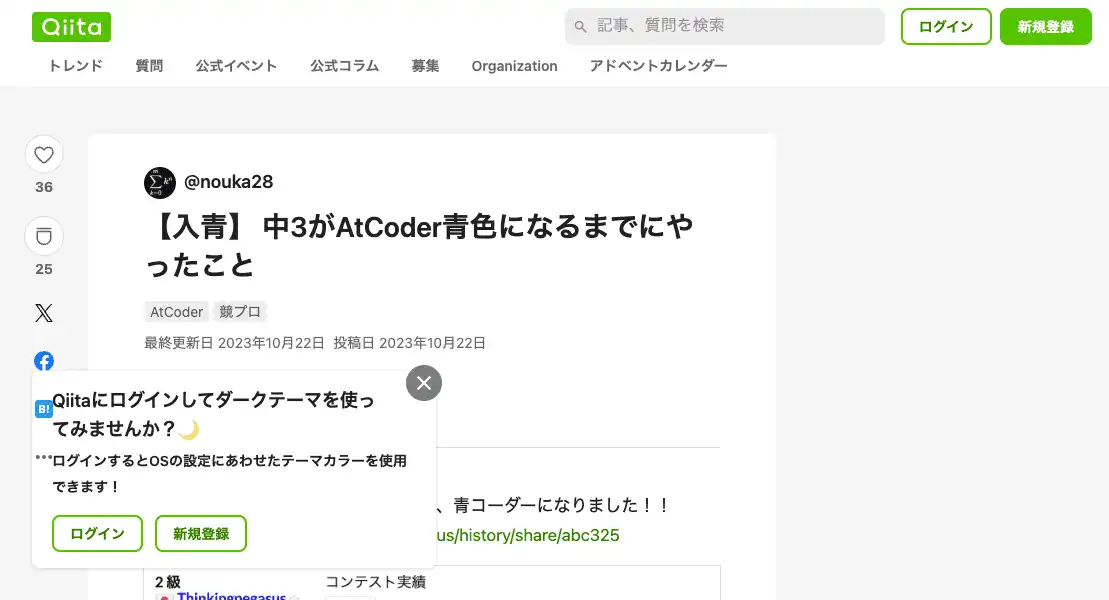 Qiita
記事、質問を検索
ログイン
新規登録
トレンド
質問
公式イベント
公式コラム
募集
Organization
アドベントカレンダー
36
25
@nouka28
【入青】 中3がAtCoder青色になるまでにや
ったこと
AtCoder
競プロ
最終更新日 2023年10月22日 投稿日 2023年10月22日
B!
Qiitaにログインしてダークテーマを使っ
てみませんか？🌙
ログインするとOSの設定にあわせたテーマカラーを使用
できます！
ログイン
新規登録
、青コーダーになりました！！
us/history/share/abc325
2 級
コンテスト実績
Thinkingpegasus